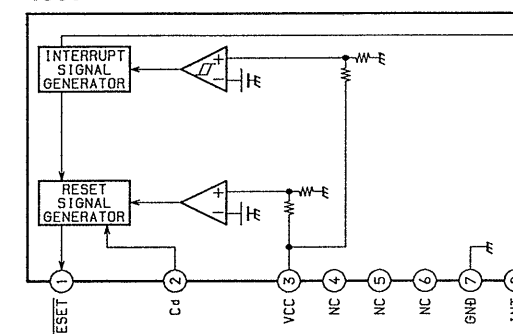 INTERRUPT
SIGNAL
GENERATOR
+
−
RESET
SIGNAL
GENERATOR
+
−
1
2
3
4
5
6
7
ESET
Cd
VCC
NC
NC
NC
GND